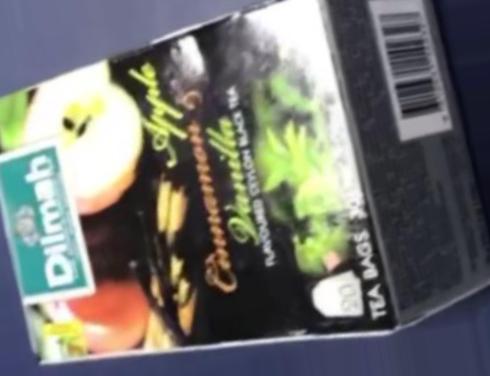 Dilmah
Apple
Cinnamon
Vanilla
FLAVOURED CEYLON BLACK TEA
20
TEA BAGS